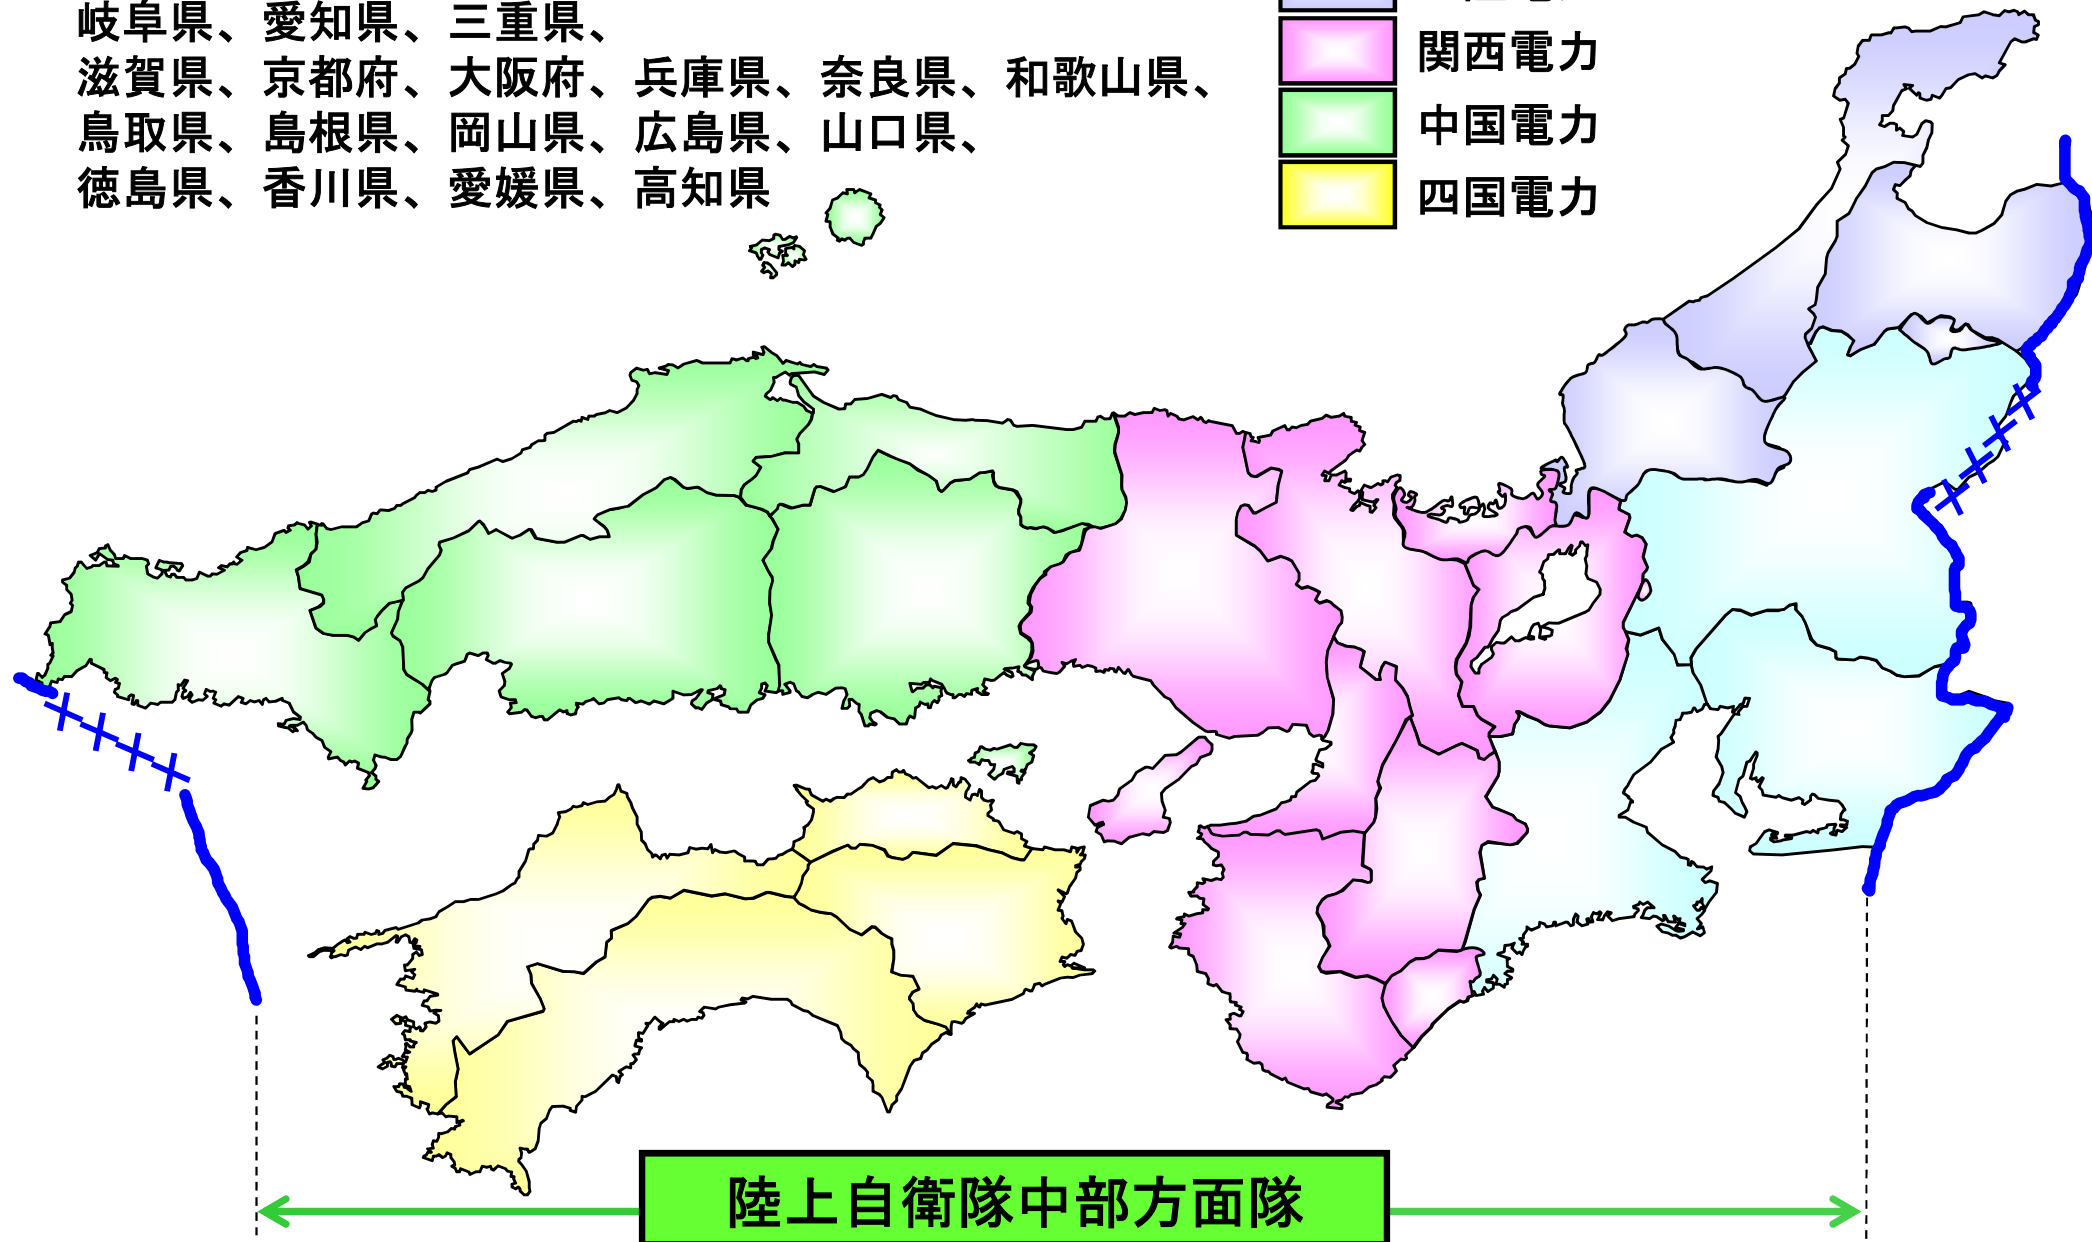 岐阜県、愛知県、三重県、
滋賀県、京都府、大阪府、兵庫県、奈良県、和歌山県、
鳥取県、島根県、岡山県、広島県、山口県、
徳島県、香川県、愛媛県、高知県
関西電力
中国電力
四国電力
陸上自衛隊中部方面隊